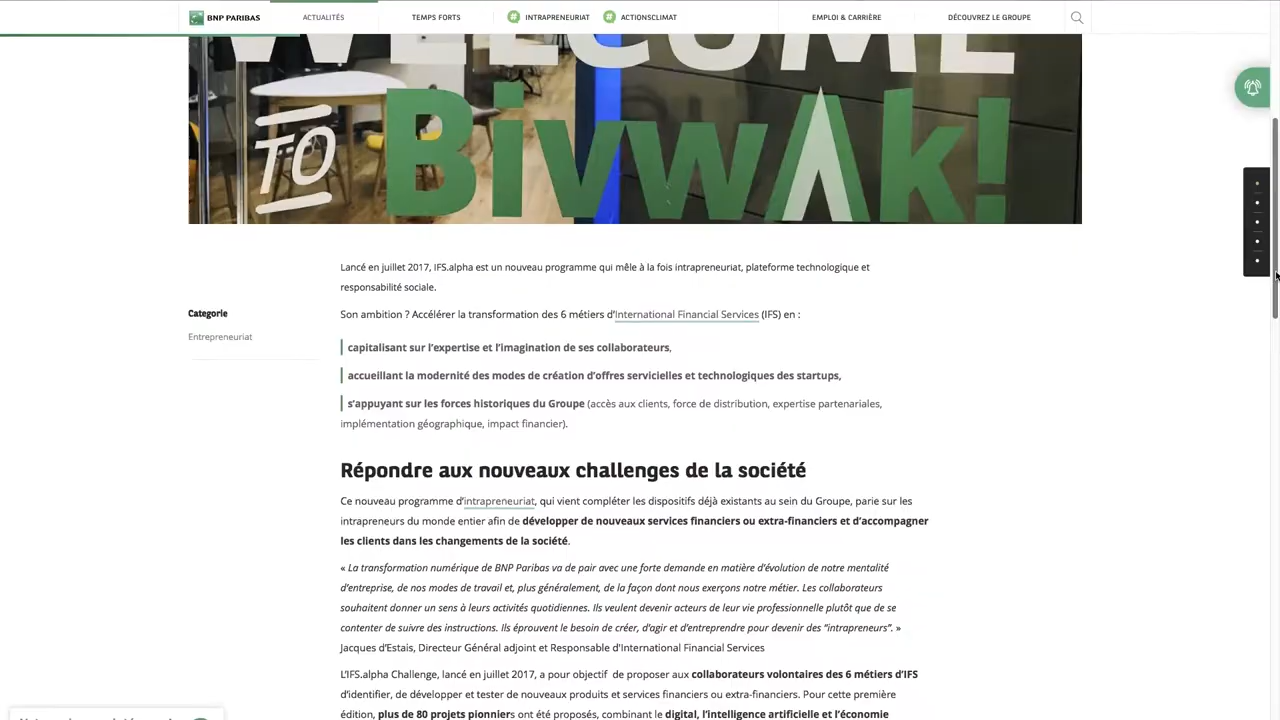 BNP PARIBAS ACTUALITÉS TEMPS FORTS # INTRAPRENEURIAT # ACTIONSCLIMAT EMPLOI & CARRIÈRE DÉCOUVREZ LE GROUPE
WELCOME
TO
Bivwak!
Lancé en juillet 2017, IFS.alpha est un nouveau programme qui mêle à la fois intrapreneuriat, plateforme technologique et
responsabilité sociale.
Categorie
Entrepreneuriat
Son ambition ? Accélérer la transformation des 6 métiers d’International Financial Services (IFS) en :
capitalisant sur l’expertise et l’imagination de ses collaborateurs,
accueillant la modernité des modes de création d’offres servicielles et technologiques des startups,
s’appuyant sur les forces historiques du Groupe (accès aux clients, force de distribution, expertise partenariales,
implémentation géographique, impact financier).
Répondre aux nouveaux challenges de la société
Ce nouveau programme d’intrapreneuriat, qui vient compléter les dispositifs déjà existants au sein du Groupe, parie sur les
intrapreneurs du monde entier afin de développer de nouveaux services financiers ou extra-financiers et d’accompagner
les clients dans les changements de la société.
« La transformation numérique de BNP Paribas va de pair avec une forte demande en matière d’évolution de notre mentalité
d’entreprise, de nos modes de travail et, plus généralement, de la façon dont nous exerçons notre métier. Les collaborateurs
souhaitent donner un sens à leurs activités quotidiennes. Ils veulent devenir acteurs de leur vie professionnelle plutôt que de se
contenter de suivre des instructions. Ils éprouvent le besoin de créer, d’agir et d’entreprendre pour devenir des “intrapreneurs”. »
Jacques d’Estais, Directeur Général adjoint et Responsable d'International Financial Services
L’IFS.alpha Challenge, lancé en juillet 2017, a pour objectif de proposer aux collaborateurs volontaires des 6 métiers d’IFS
d’identifier, de développer et tester de nouveaux produits et services financiers ou extra-financiers. Pour cette première
édition, plus de 80 projets pionniers ont été proposés, combinant le digital, l’intelligence artificielle et l’économie